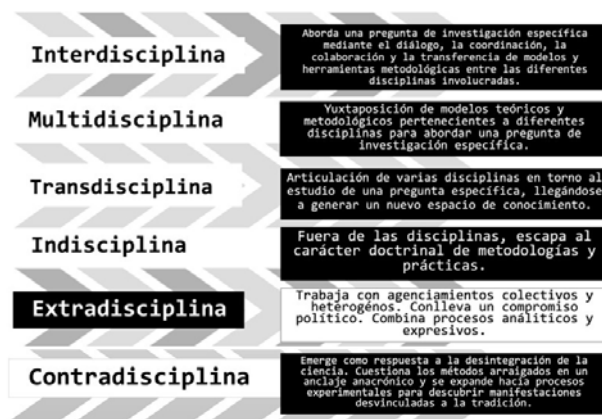 Interdisciplina
Aborda una pregunta de investigación específica
mediante el diálogo, la coordinación, la
colaboración y la transferencia de modelos y
herramientas metodológicas entre las diferentes
disciplinas involucradas.
Multidisciplina
Yuxtaposición de modelos teóricos y
metodológicos pertenecientes a diferentes
disciplinas para abordar una pregunta de
investigación específica.
Transdisciplina
Articulación de varias disciplinas en torno al
estudio de una pregunta específica, llegándose
a generar un nuevo espacio de conocimiento.
Indisciplina
Fuera de las disciplinas, escapa al
carácter doctrinal de metodologías y
prácticas.
Extradisciplina
Trabaja con agenciamientos colectivos y
heterógenos. Conlleva un compromiso
político. Combina procesos análiticos y
expresivos.
Contradisciplina
Emerge como respuesta a la desintegración de la
ciencia. Cuestiona los métodos arraigados en un
anclaje anacrónico y se expande hacia procesos
experimentales para descubrir manifestaciones
desvinculadas a la tradición.